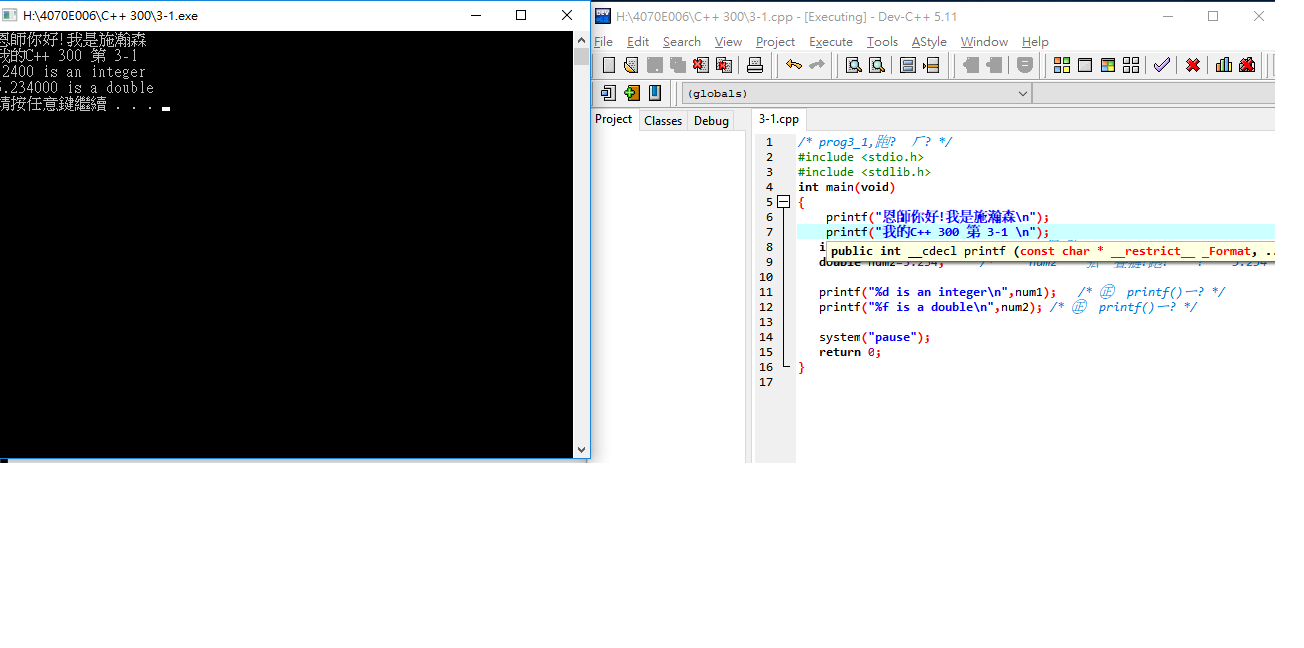 H:\4070E006\C++ 300\3-1.exe
恩師你好!我是施瀚森
我的C++ 300 第 3-1
2400 is an integer
5.234000 is a double
請按任意鍵繼續 . . .
H:\4070E006\C++ 300\3-1.cpp - [Executing] - Dev-C++ 5.11
File Edit Search View Project Execute Tools AStyle Window Help
(globals)
Project Classes Debug
3-1.cpp
1 /* prog3_1,跑? ㄏ? */
2 #include <stdio.h>
3 #include <stdlib.h>
4 int main(void)
5 {
6 printf("恩師你好!我是施瀚森\n");
7 printf("我的C++ 300 第 3-1 \n");
8 i
public int __cdecl printf (const char * __restrict__ _Format, ..
9 double num2=5.234; /* num2 5.234
10
11 printf("%d is an integer\n",num1); /* ㊣ printf()ㄧ? */
12 printf("%f is a double\n",num2); /* ㊣ printf()ㄧ? */
13
14 system("pause");
15 return 0;
16 }
17